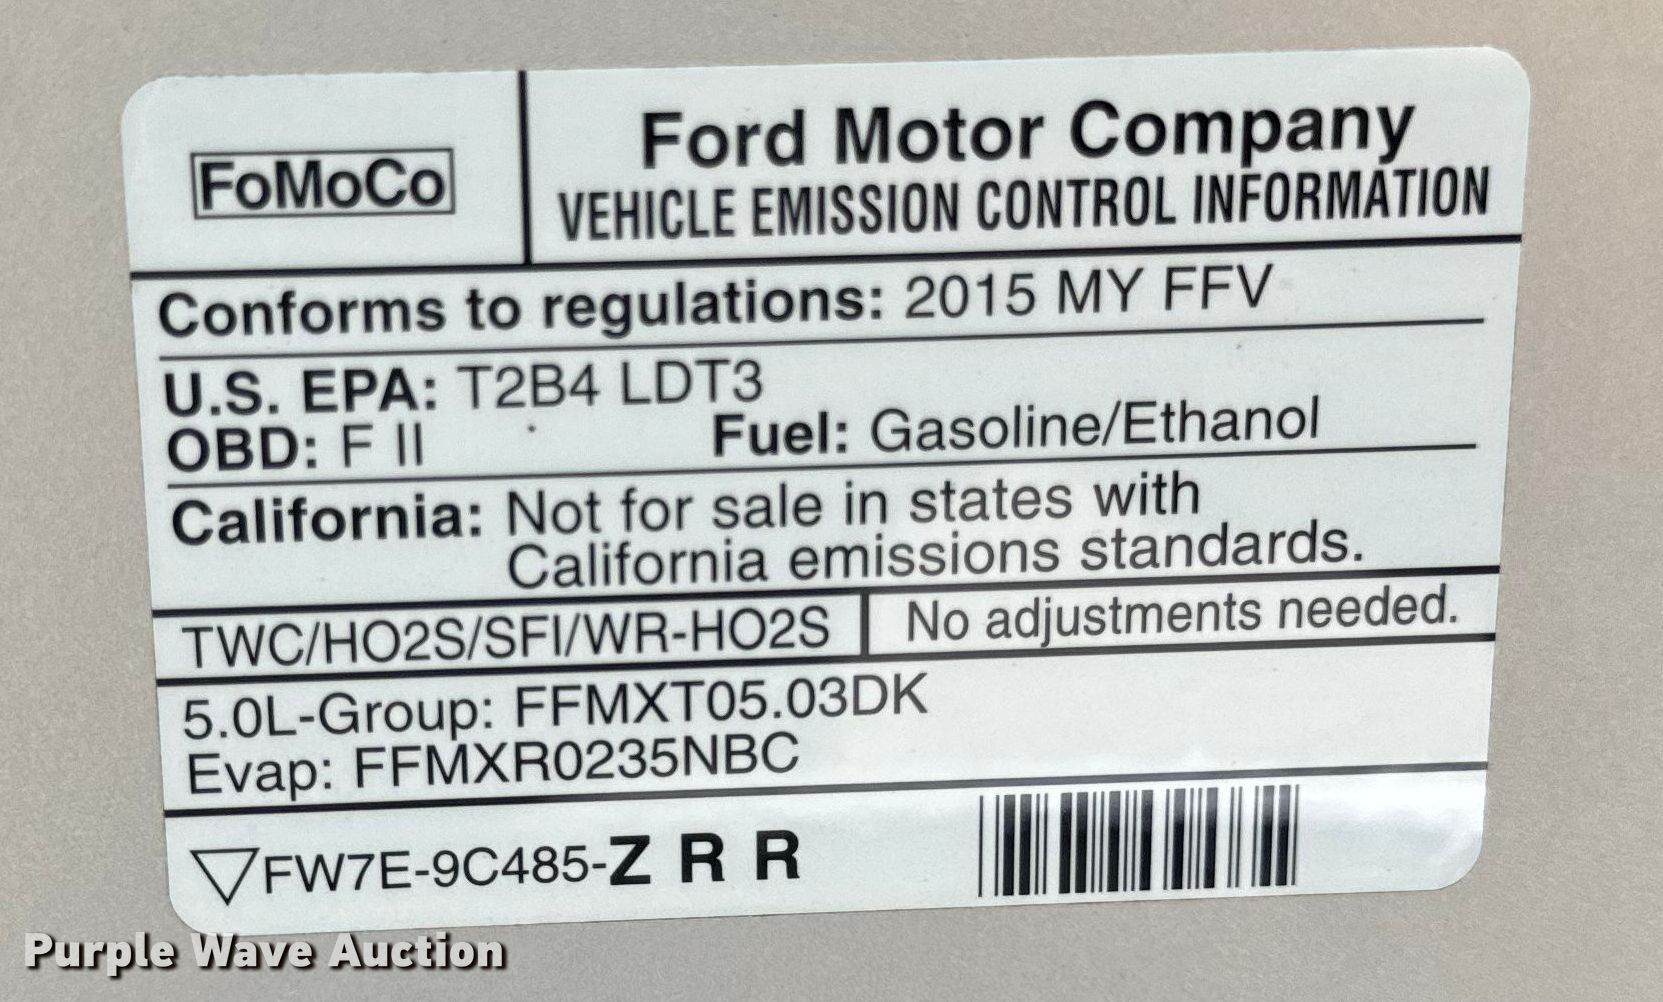 FoMoCo
Ford Motor Company
VEHICLE EMISSION CONTROL INFORMATION
Conforms to regulations: 2015 MY FFV
U.S. EPA: T2B4 LDT3
OBD: F II Fuel: Gasoline/Ethanol
California: Not for sale in states with
California emissions standards.
TWC/HO2S/SFI/WR-HO2S No adjustments needed.
5.0L-Group: FFMXT05.03DK
Evap: FFMXR0235NBC
▽FW7E-9C485-Z R R
Purple Wave Auction